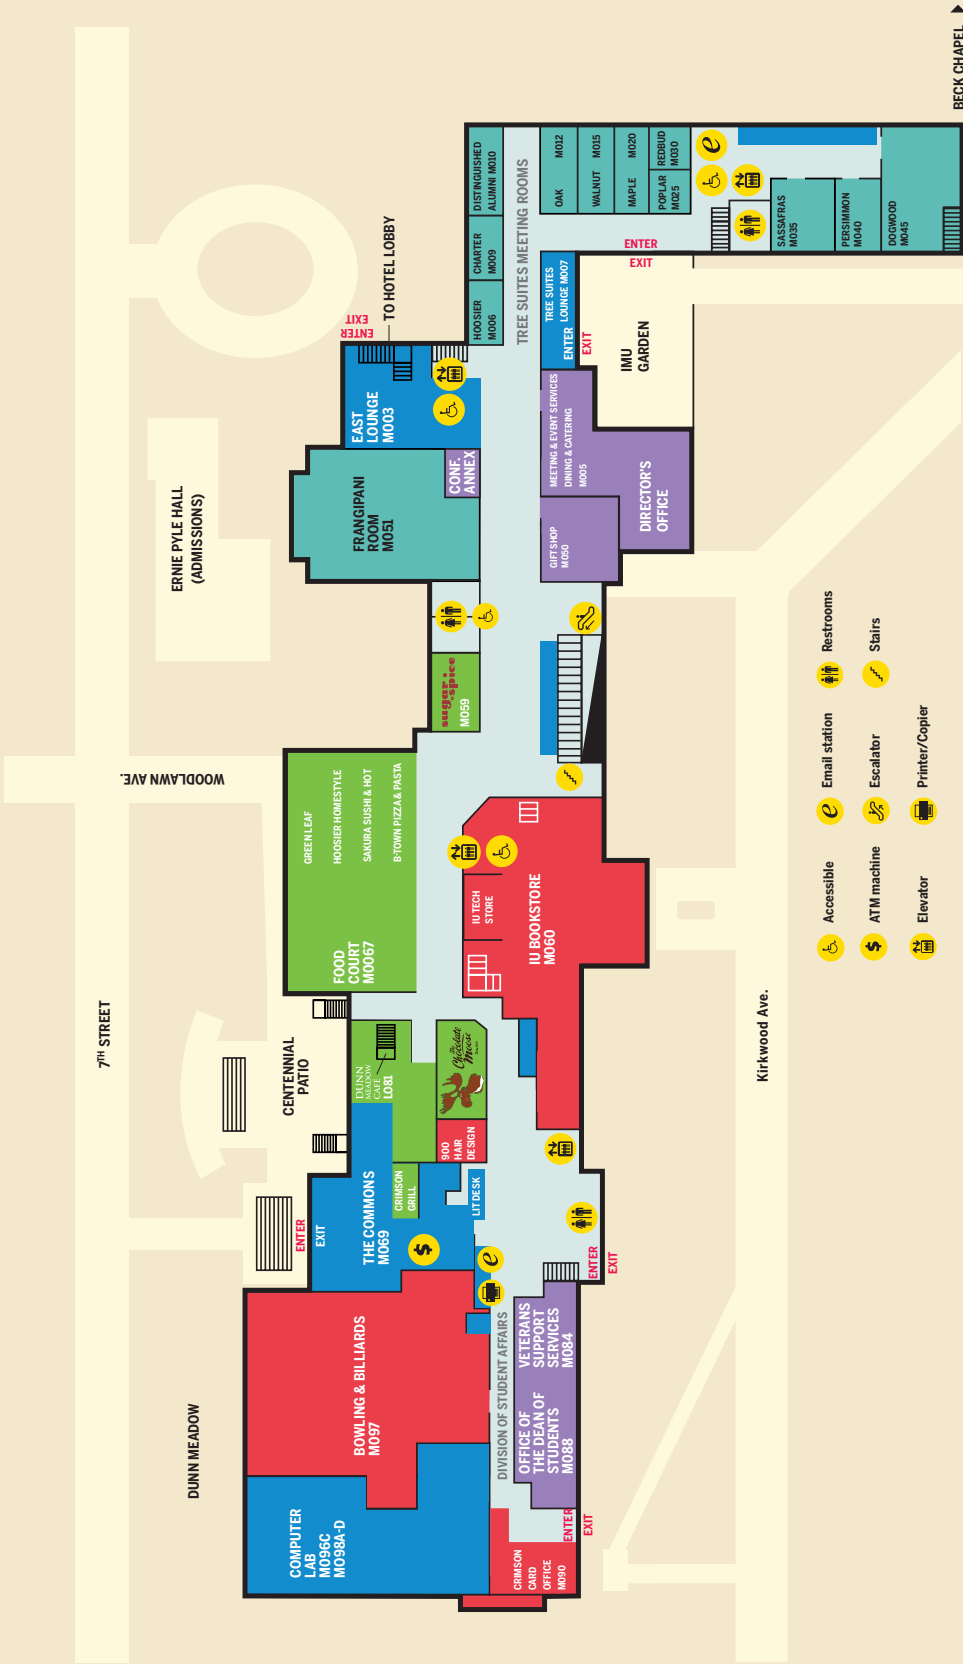 BECK CHAPEL
7TH STREET
WOODLAWN AVE.
DUNN MEADOW
ERNIE PYLE HALL
(ADMISSIONS)
TO HOTEL LOBBY
ENTER
EXIT
CENTENNIAL
PATIO
ENTER
EXIT
COMPUTER
LAB
M096C
M098A-D
BOWLING & BILLIARDS
M097
THE COMMONS
M069
CRIMSON
GRILL
DUNN
MEADOW
CAFE
L081
FOOD
COURT
M0067
GREEN LEAF
HOOSIER HOMESTYLE
SAKURA SUSHI & HOT
B-TOWN PIZZA & PASTA
sugar & spice
M059
FRANGIPANI
ROOM
M051
CONF.
ANNEX
EAST
LOUNGE
M003
HOOSIER
M006
CHARTER
M009
DISTINGUISHED
ALUMNI M010
TREE SUITES MEETING ROOMS
OAK M012
WALNUT M015
MAPLE M020
POPLAR
M025
REDBUD
M030
e
SASSAFRAS
M035
PERSIMMON
M040
DOGWOOD
M045
ENTER
EXIT
TREE SUITES
LOUNGE M007
ENTER
EXIT
IMU
GARDEN
MEETING & EVENT SERVICES
DINING & CATERING
M005
DIRECTOR'S
OFFICE
GIFT SHOP
M050
IU BOOKSTORE
M060
IU TECH
STORE
The
Chocolate
Moose
900
HAIR
DESIGN
LIT DESK
$
e
ENTER
EXIT
DIVISION OF STUDENT AFFAIRS
VETERANS
SUPPORT
SERVICES
M084
OFFICE OF
THE DEAN OF
STUDENTS
M088
CRIMSON
CARD
OFFICE
M090
ENTER
EXIT
Kirkwood Ave.
Accessible
e Email station
Restrooms
$ ATM machine
Escalator
Stairs
Elevator
Printer/Copier